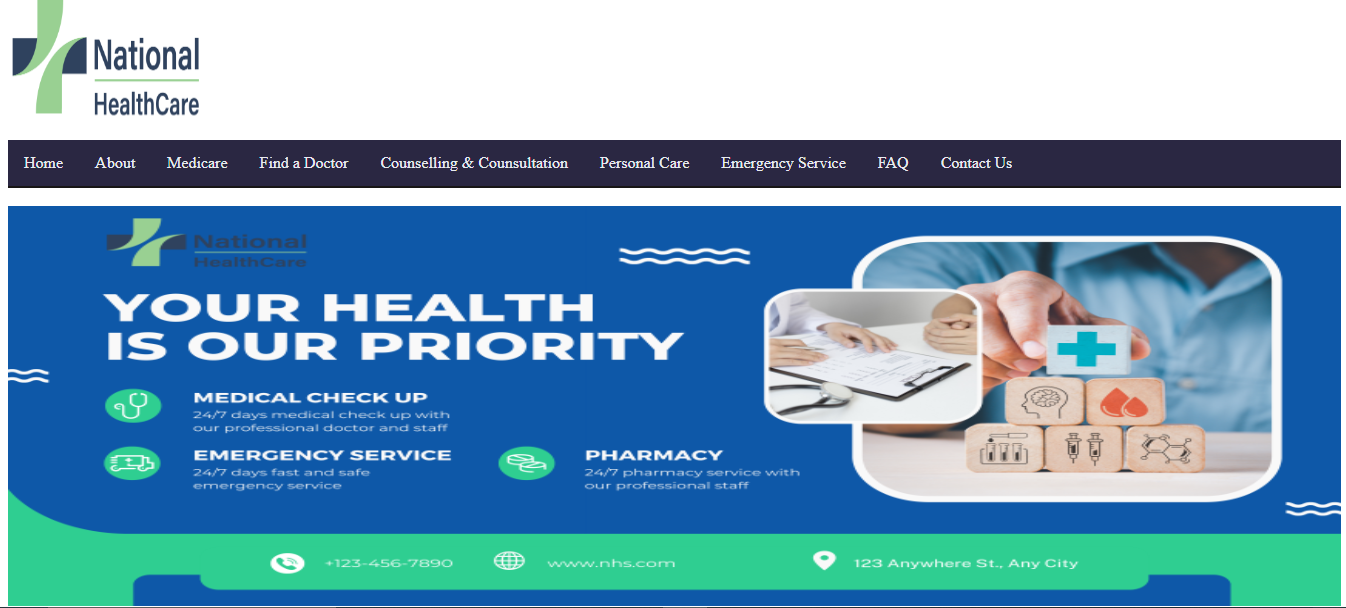 National
HealthCare
Home About Medicare Find a Doctor Counselling & Counsultation Personal Care Emergency Service FAQ Contact Us
National
HealthCare
YOUR HEALTH
IS OUR PRIORITY
MEDICAL CHECK UP
24/7 days medical check up with
our professional doctor and staff
EMERGENCY SERVICE
24/7 days fast and safe
emergency service
PHARMACY
24/7 pharmacy service with
our professional staff
+123-456-7890 www.nhs.com 123 Anywhere St., Any City